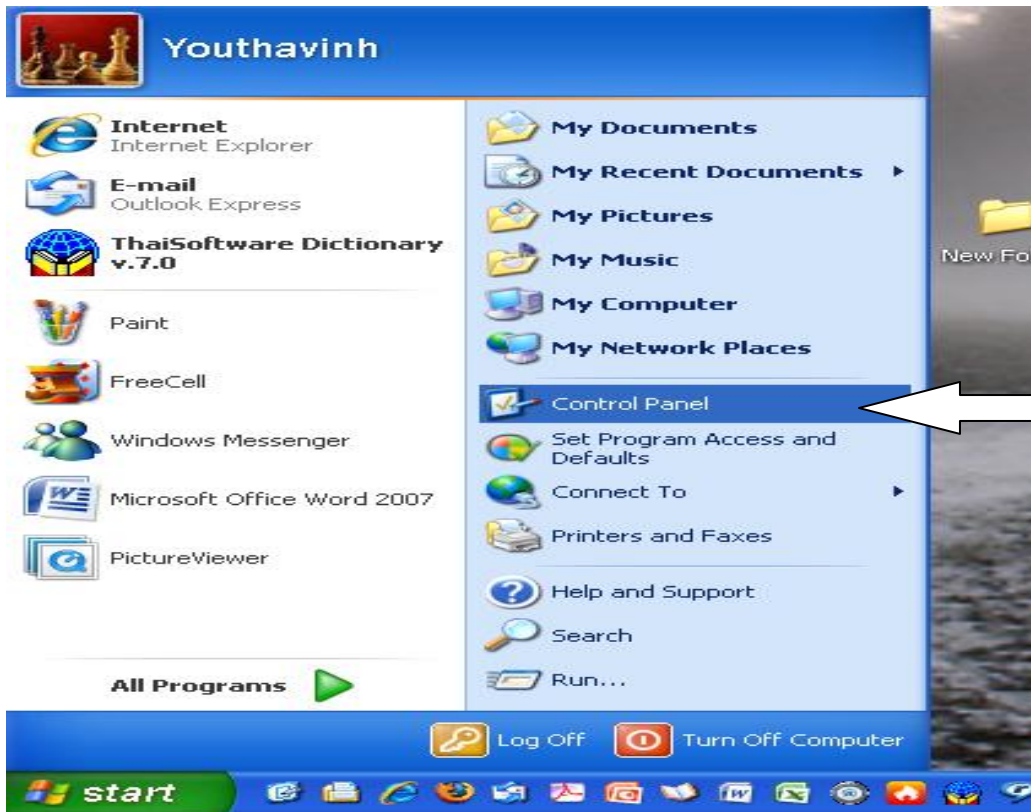 Youthavinh
Internet
Internet Explorer
E-mail
Outlook Express
ThaiSoftware Dictionary
v.7.0
Paint
FreeCell
Windows Messenger
Microsoft Office Word 2007
PictureViewer
All Programs
My Documents
My Recent Documents
My Pictures
My Music
My Computer
My Network Places
Control Panel
Set Program Access and
Defaults
Connect To
Printers and Faxes
Help and Support
Search
Run...
New Fo
Log Off
Turn Off Computer
start